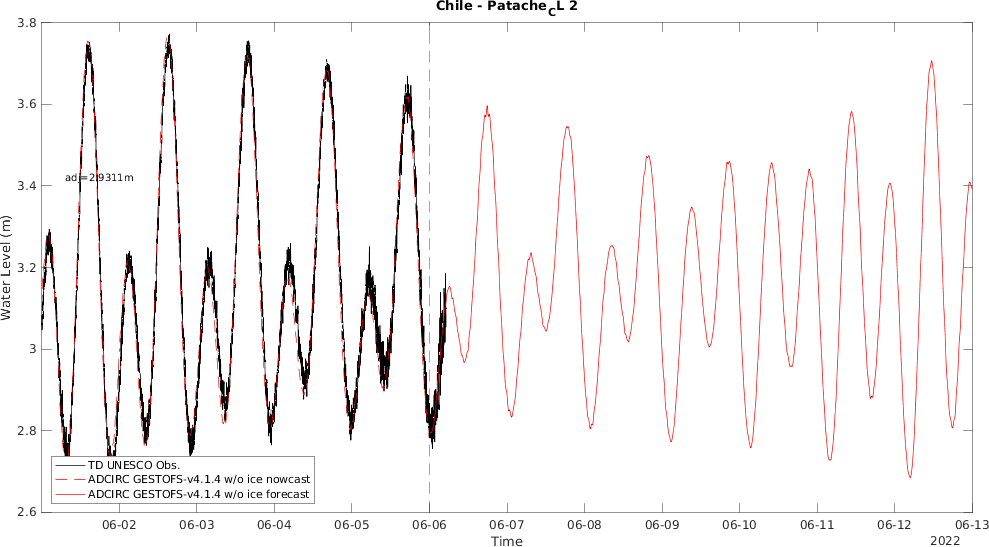 Chile - Patache_CL 2
3.8
3.6
3.4
3.2
3
2.8
2.6
Water Level (m)
adj=2.9311m
TD UNESCO Obs.
ADCIRC GESTOFS-v4.1.4 w/o ice nowcast
ADCIRC GESTOFS-v4.1.4 w/o ice forecast
06-02 06-03 06-04 06-05 06-06 06-07 06-08 06-09 06-10 06-11 06-12 06-13
Time
2022